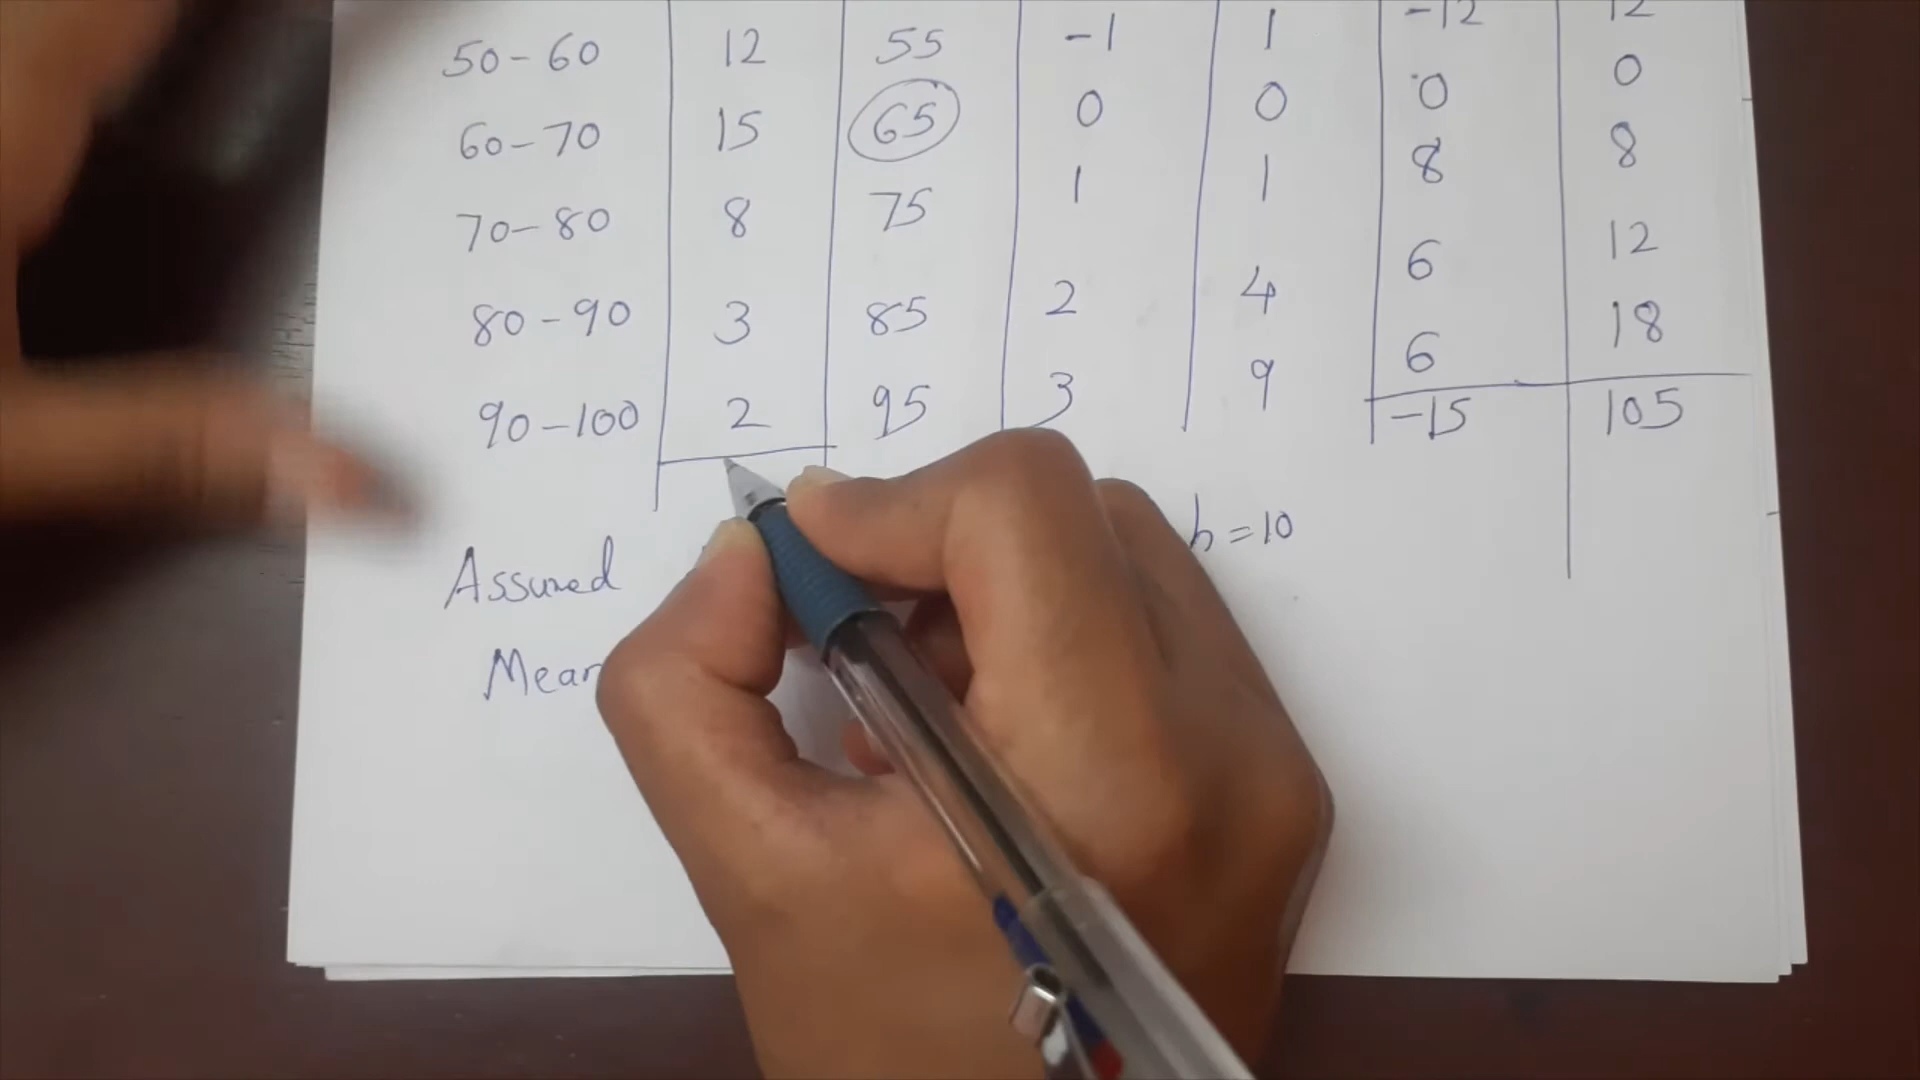 50-60 12 55 -1 1 -12 12
60-70 15 65 0 0 0 0
70-80 8 75 1 1 8 8
80-90 3 85 2 4 6 12
90-100 2 95 3 9 6 18
-15 105
Assumed h=10
Mean